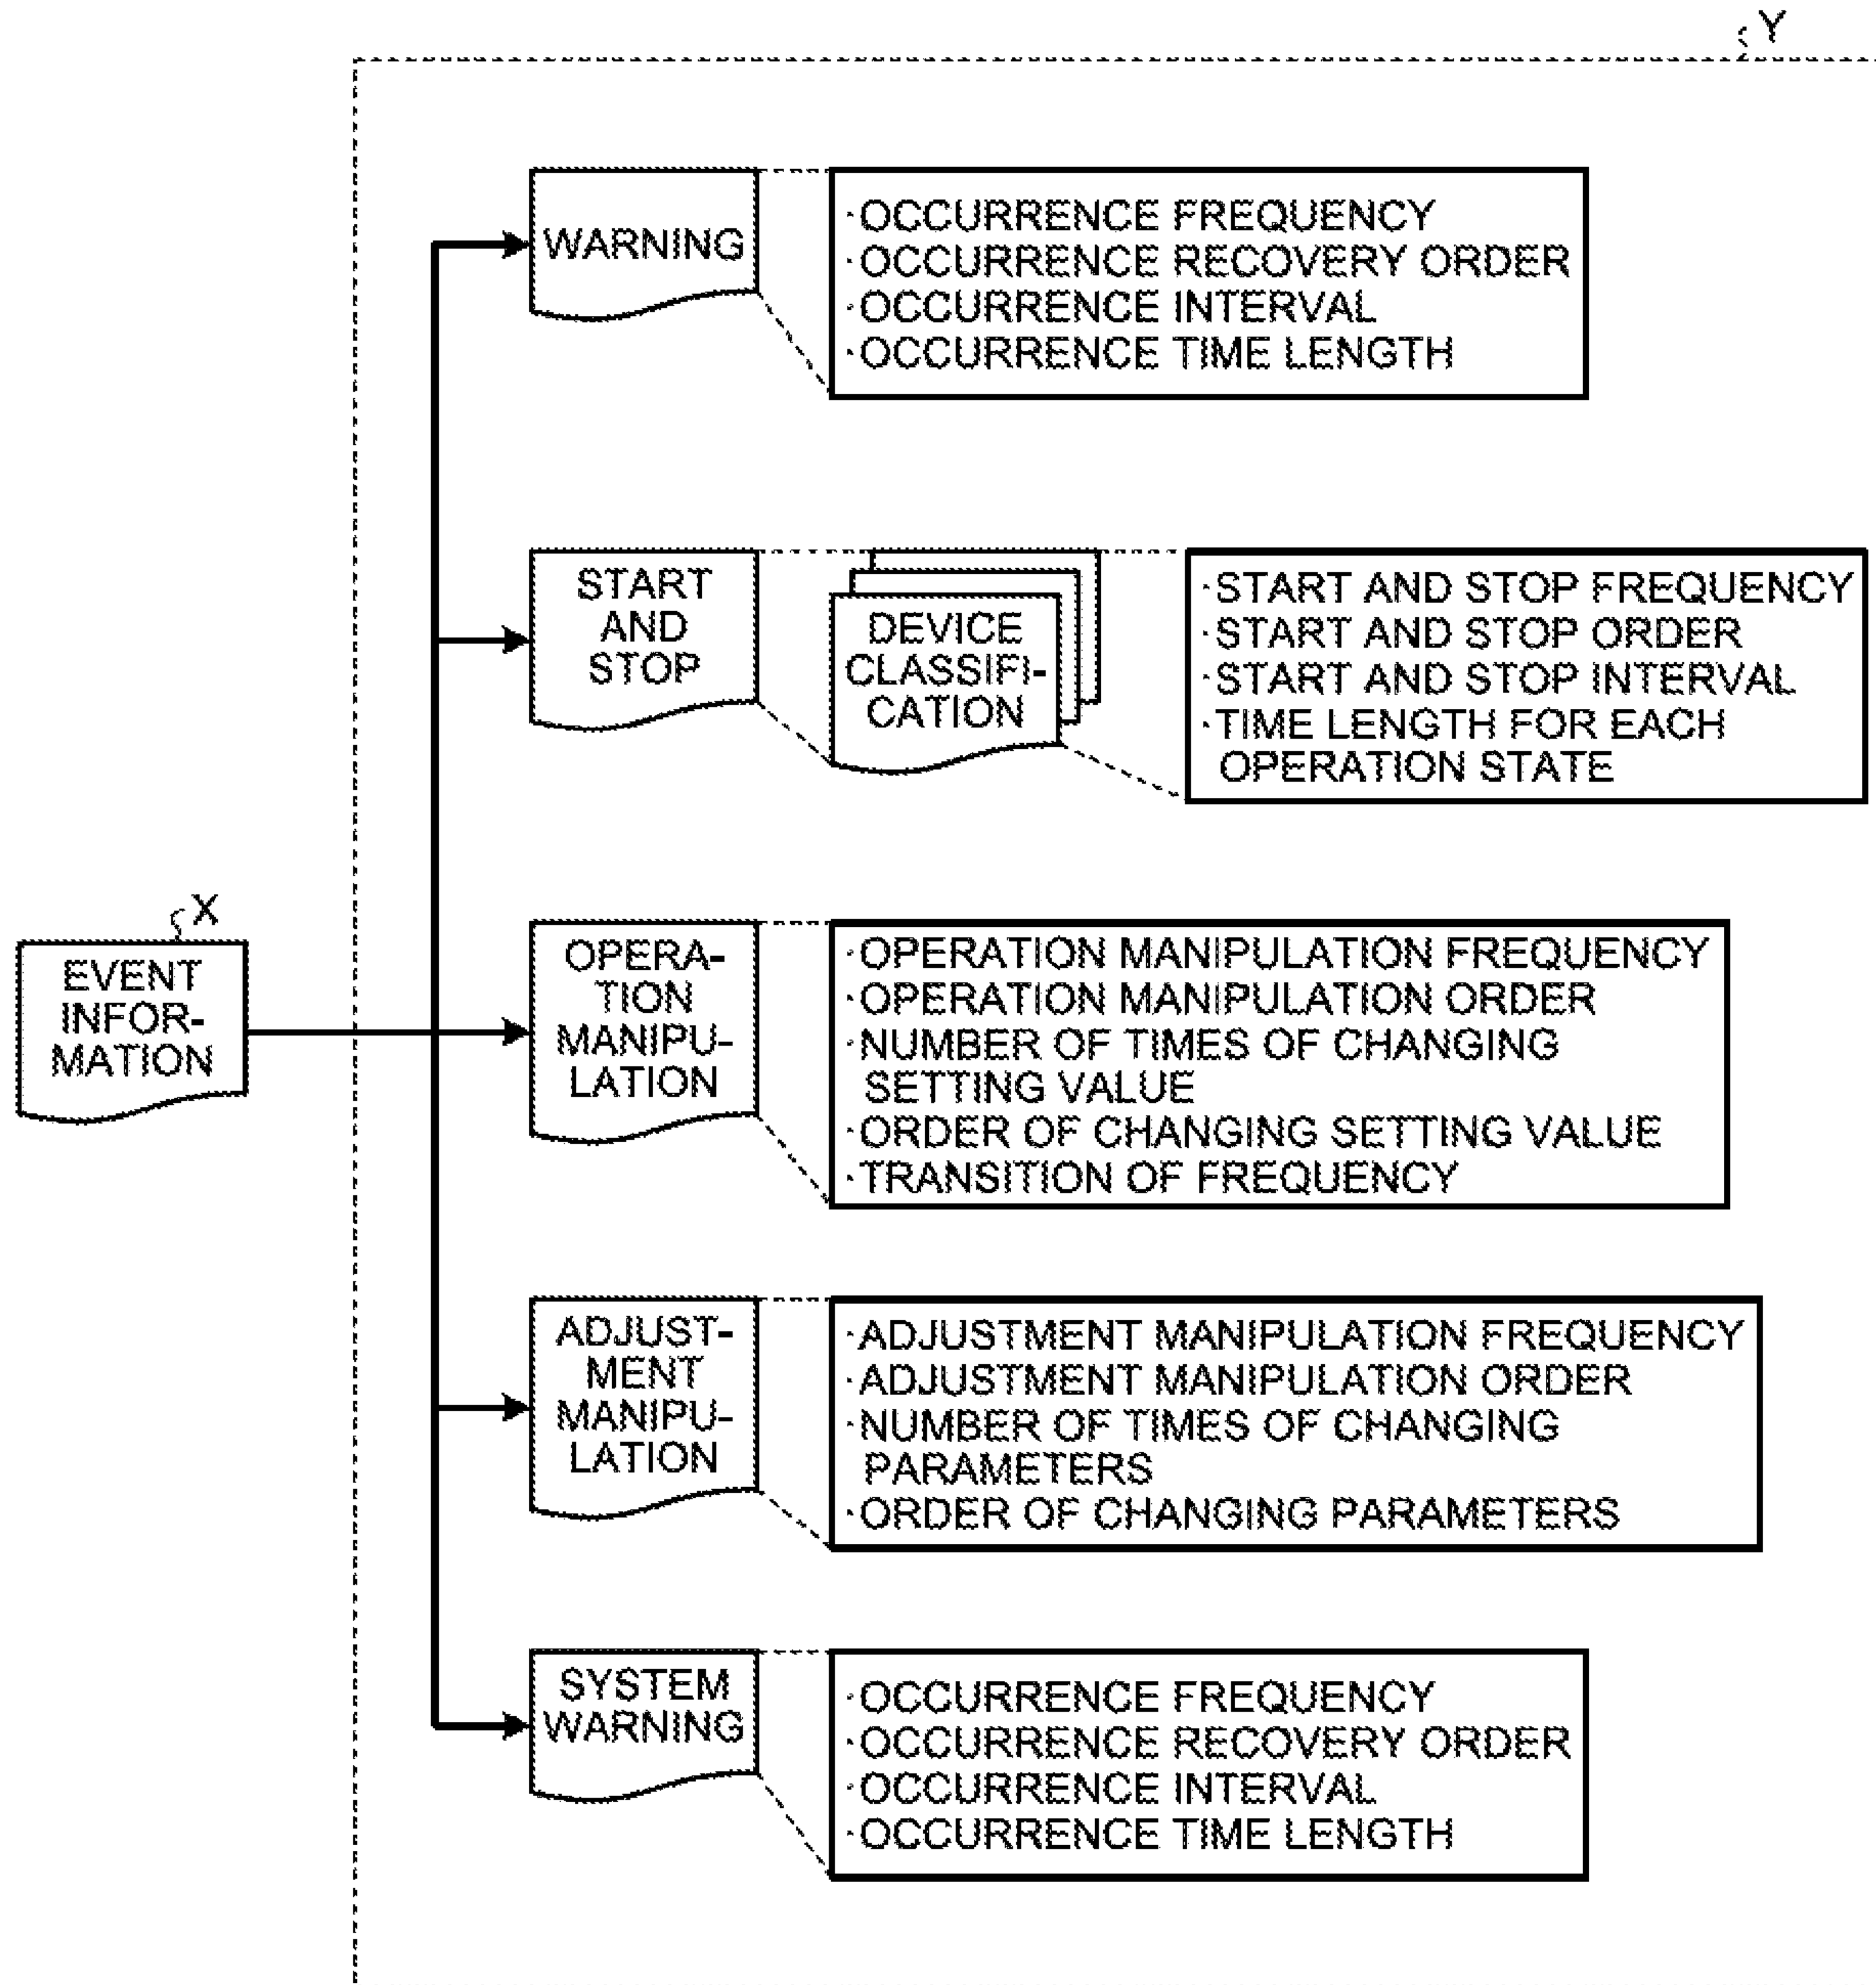 Y
WARNING
·OCCURRENCE FREQUENCY
·OCCURRENCE RECOVERY ORDER
·OCCURRENCE INTERVAL
·OCCURRENCE TIME LENGTH
START
AND
STOP
DEVICE
CLASSIFI-
CATION
·START AND STOP FREQUENCY
·START AND STOP ORDER
·START AND STOP INTERVAL
·TIME LENGTH FOR EACH
OPERATION STATE
X
EVENT
INFOR-
MATION
OPERA-
TION
MANIPU-
LATION
·OPERATION MANIPULATION FREQUENCY
·OPERATION MANIPULATION ORDER
·NUMBER OF TIMES OF CHANGING
SETTING VALUE
·ORDER OF CHANGING SETTING VALUE
·TRANSITION OF FREQUENCY
ADJUST-
MENT
MANIPU-
LATION
·ADJUSTMENT MANIPULATION FREQUENCY
·ADJUSTMENT MANIPULATION ORDER
·NUMBER OF TIMES OF CHANGING
PARAMETERS
·ORDER OF CHANGING PARAMETERS
SYSTEM
WARNING
·OCCURRENCE FREQUENCY
·OCCURRENCE RECOVERY ORDER
·OCCURRENCE INTERVAL
·OCCURRENCE TIME LENGTH